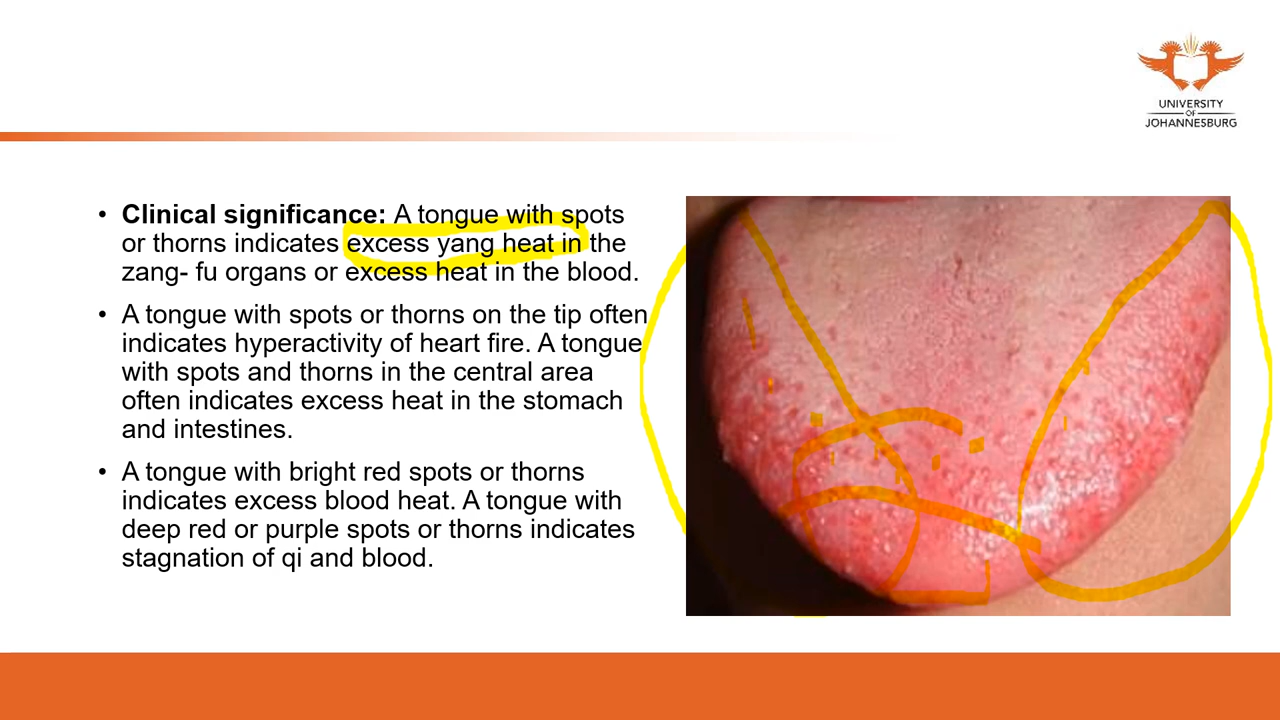 UNIVERSITY
OF
JOHANNESBURG
• Clinical significance: A tongue with spots
or thorns indicates excess yang heat in the
zang- fu organs or excess heat in the blood.
• A tongue with spots or thorns on the tip often
indicates hyperactivity of heart fire. A tongue
with spots and thorns in the central area
often indicates excess heat in the stomach
and intestines.
• A tongue with bright red spots or thorns
indicates excess blood heat. A tongue with
deep red or purple spots or thorns indicates
stagnation of qi and blood.